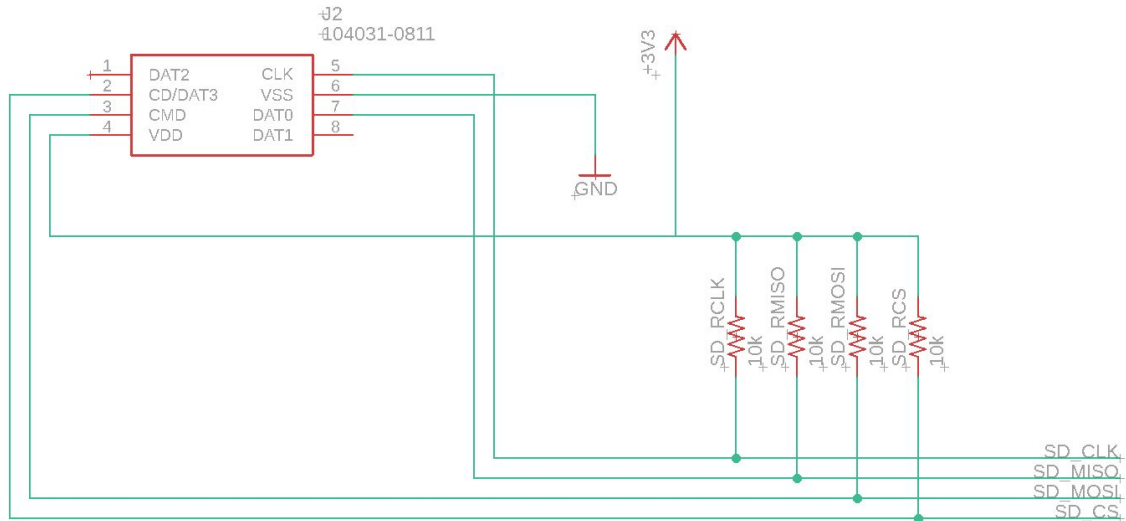 J2
104031-0811
1 DAT2 CLK 5
2 CD/DAT3 VSS 6
3 CMD DAT0 7
4 VDD DAT1 8
+3V3
GND
SD_RCLK
10k
SD_RMISO
10k
SD_RMOSI
10k
SD_RCS
10k
SD_CLK
SD_MISO
SD_MOSI
SD_CS